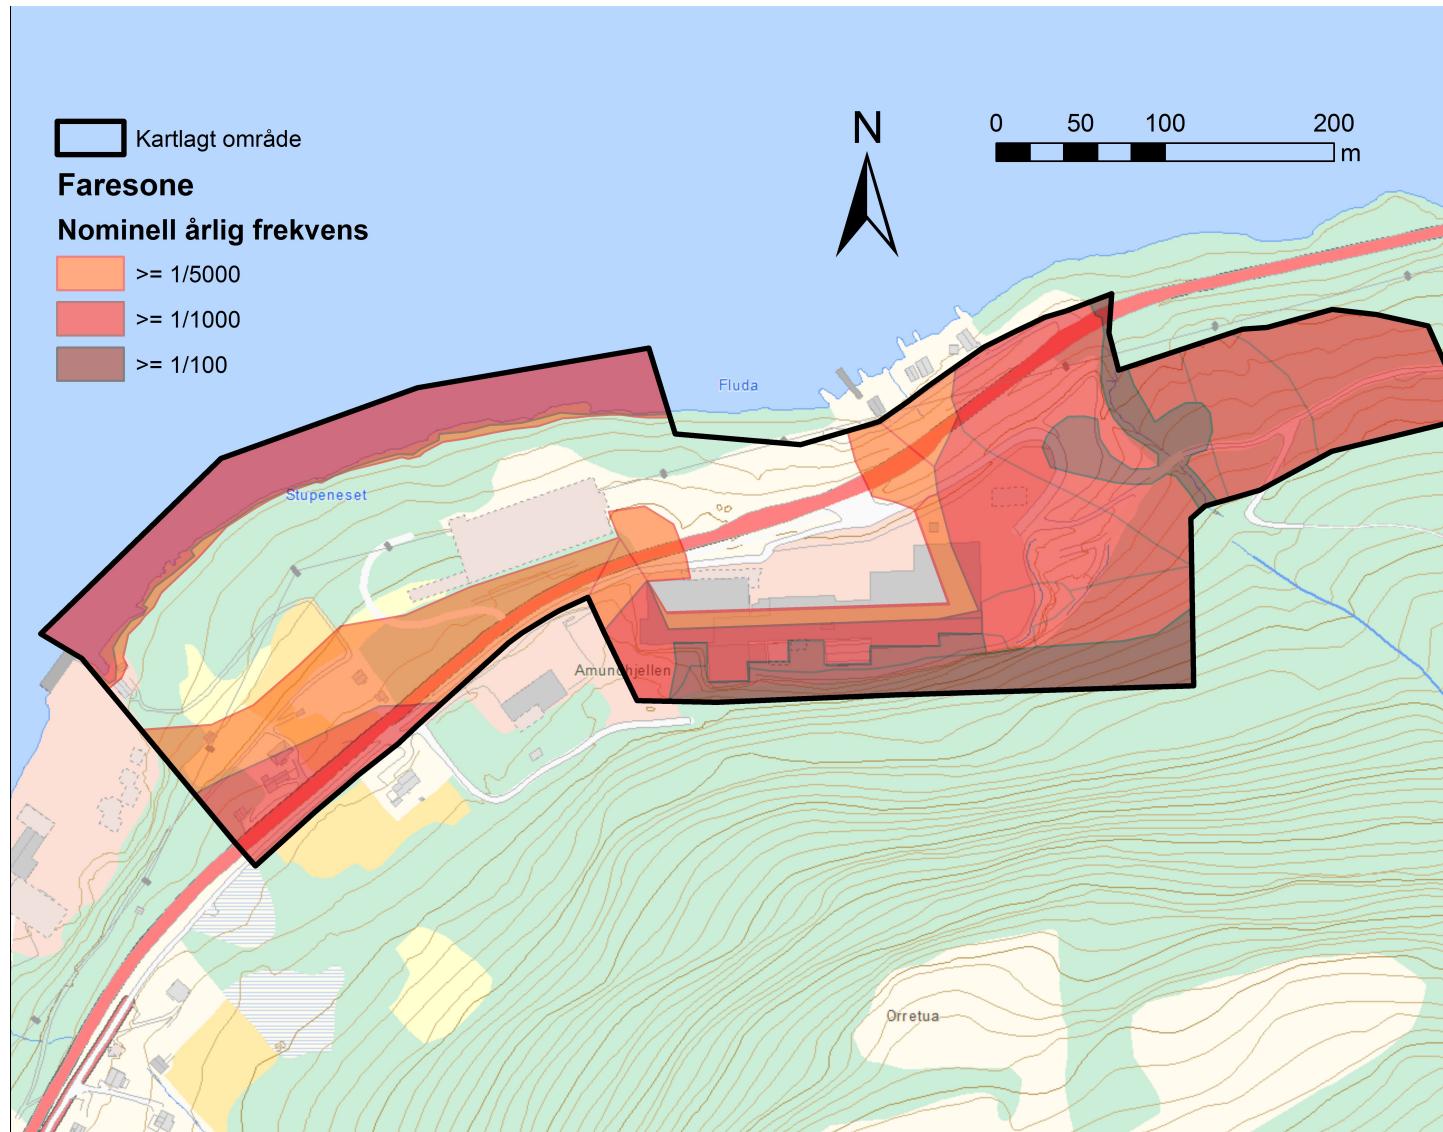 Kartlagt område
Faresone
Nominell årlig frekvens
>= 1/5000
>= 1/1000
>= 1/100
N
0 50 100 200
m
Fluda
Stupeneset
Amundhjellen
Orretua